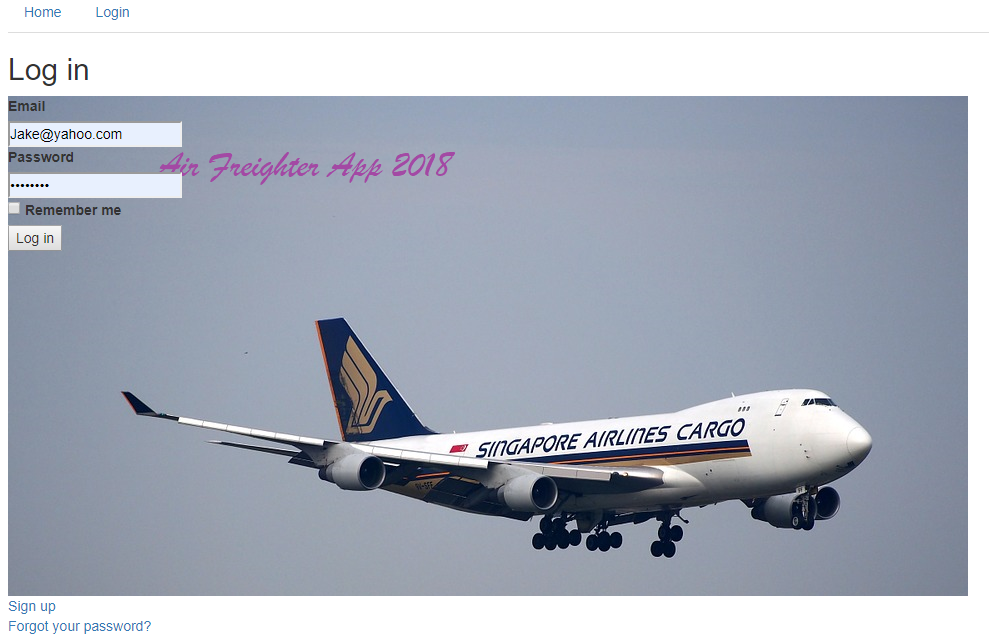 Home Login
Log in
Email
Jake@yahoo.com
Password
Air Freighter App 2018
••••••••
Remember me
Log in
SINGAPORE AIRLINES CARGO
Sign up
Forgot your password?